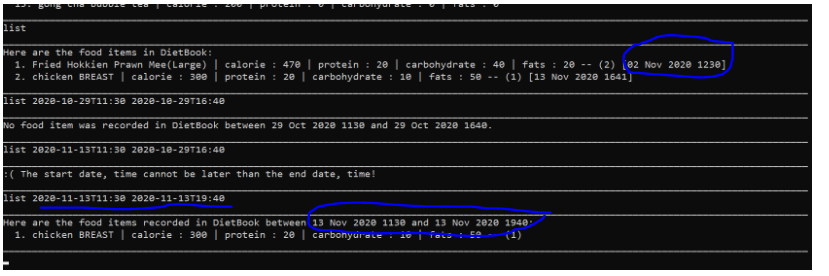 15. gong cha bubble tea | calorie : 200 | protein : 0 | carbohydrate : 0 | fats : 0
list
Here are the food items in DietBook:
1. Fried Hokkien Prawn Mee(Large) | calorie : 470 | protein : 20 | carbohydrate : 40 | fats : 20 -- (2) [02 Nov 2020 1230]
2. chicken BREAST | calorie : 300 | protein : 20 | carbohydrate : 10 | fats : 50 -- (1) [13 Nov 2020 1641]
list 2020-10-29T11:30 2020-10-29T16:40
No food item was recorded in DietBook between 29 Oct 2020 1130 and 29 Oct 2020 1640.
list 2020-11-13T11:30 2020-10-29T16:40
:( The start date, time cannot be later than the end date, time!
list 2020-11-13T11:30 2020-11-13T19:40
Here are the food items recorded in DietBook between 13 Nov 2020 1130 and 13 Nov 2020 1940:
1. chicken BREAST | calorie : 300 | protein : 20 | carbohydrate : 10 | fats : 50 -- (1)